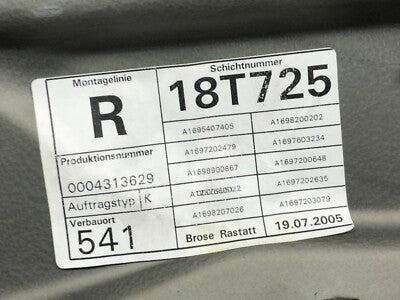 Montagelinie
Schichtnummer
R
18T725
A1695407405
A1698200202
Produktionsnummer
A1697202479
A1697603234
0004313629
A1698900867
A1697200648
Auftragstyp K
A1697202635
Verbauort
A1698207026
A1697203079
541
Brose Rastatt
19.07.2005